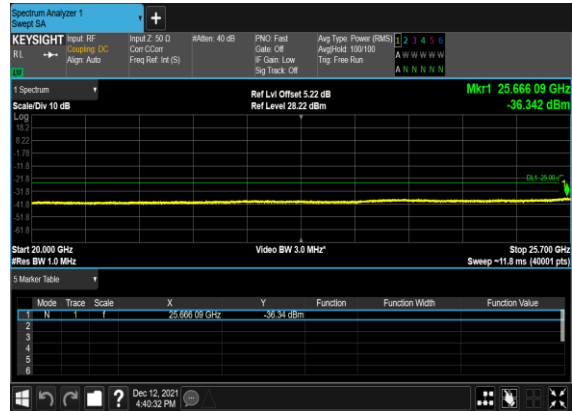 Spectrum Analyzer 1
Swept SA
+
KEYSIGHT Input: RF Input Z: 50 Ω #Atten: 40 dB PNO: Fast Avg Type: Power (RMS) 1 2 3 4 5 6
RL Coupling: DC Corr CCorr Gate: Off Avg|Hold: 100/100 A W W W W W
Align: Auto Freq Ref: Int (S) IF Gain: Low Trig: Free Run
Sig Track: Off A N N N N N
1 Spectrum Ref Lvl Offset 5.22 dB Mkr1 25.666 09 GHz
Scale/Div 10 dB Ref Level 28.22 dBm -36.342 dBm
Log
18.2
8.22
-1.78
-11.8
-21.8 DL1 -25.00
-31.8
-41.8
-51.8
-61.8
Start 20.000 GHz Video BW 3.0 MHz* Stop 25.700 GHz
#Res BW 1.0 MHz Sweep ~11.8 ms (40001 pts)
5 Marker Table
Mode Trace Scale X Y Function Function Width Function Value
1 N 1 f 25.666 09 GHz -36.34 dBm
2
3
4
5
6
? Dec 12, 2021
4:40:32 PM